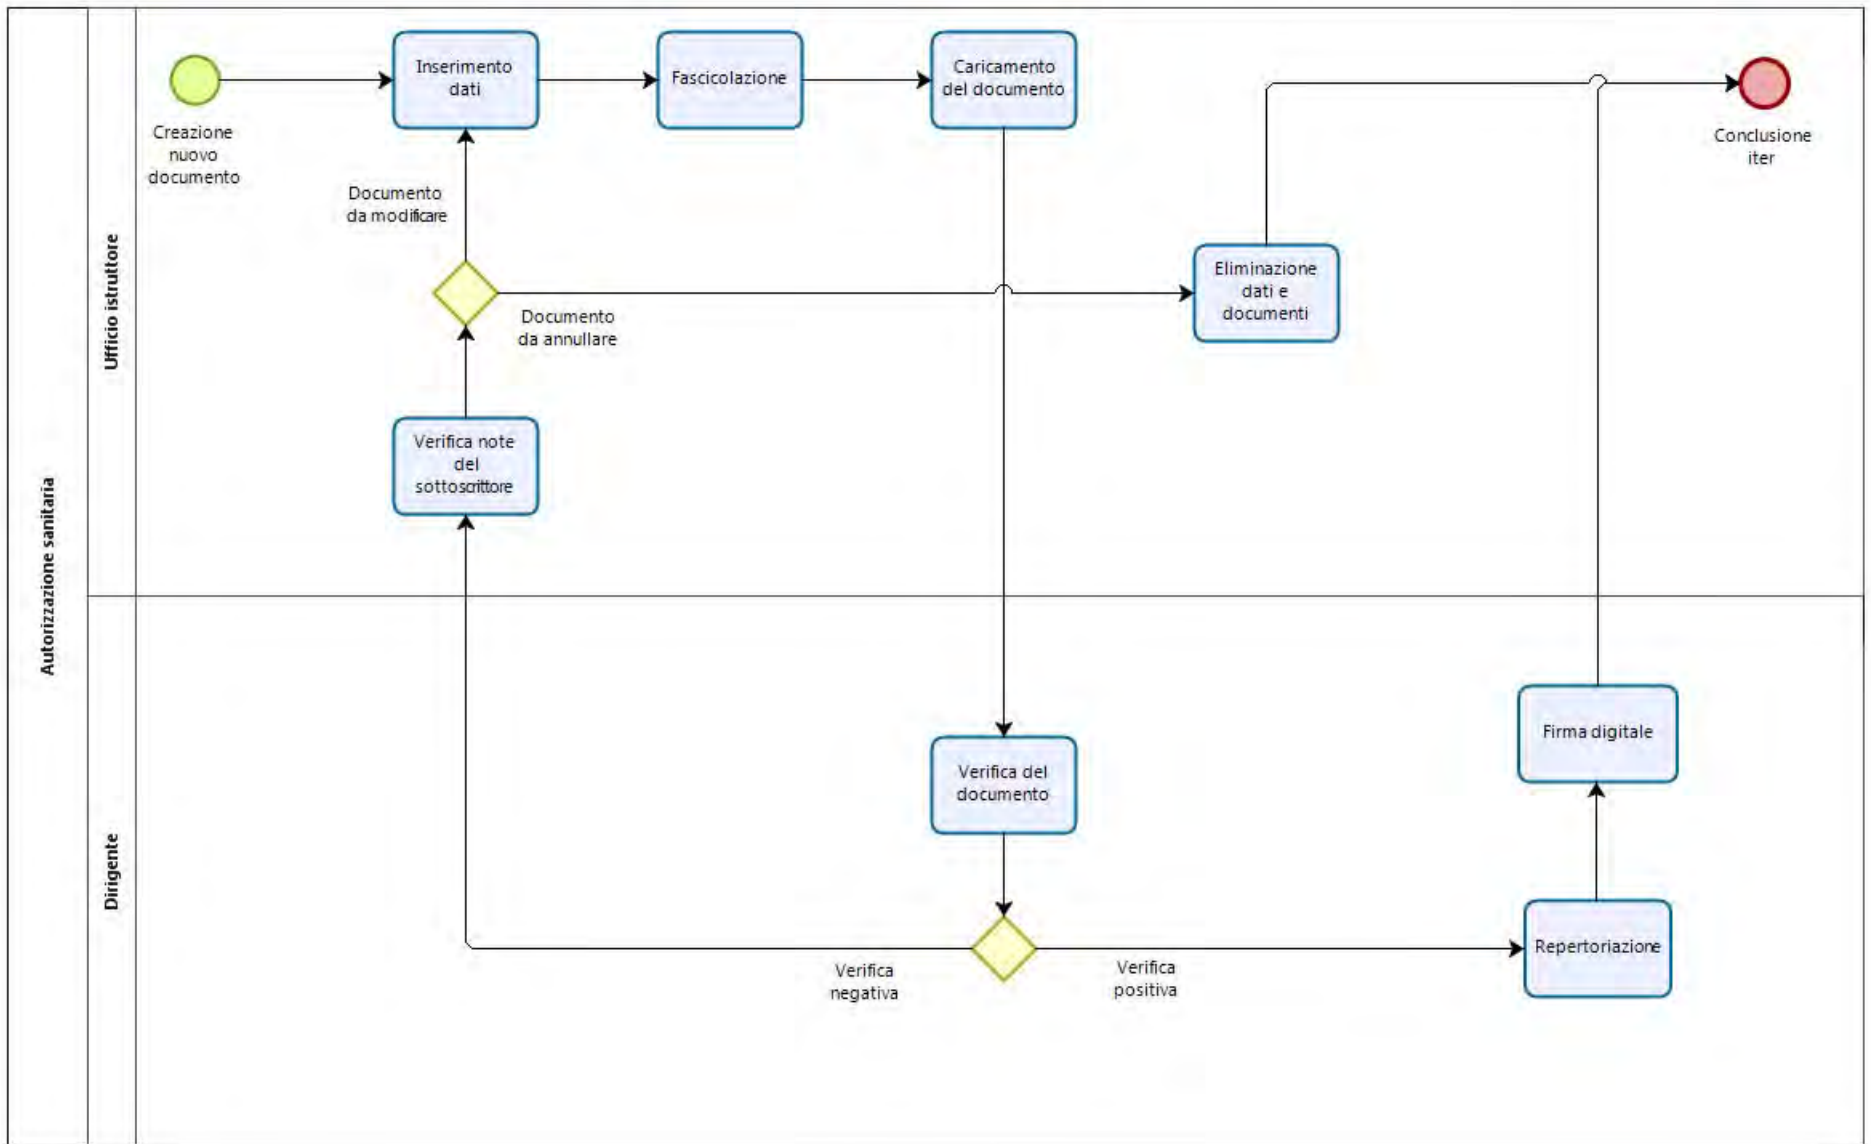 Autorizzazione sanitaria
Ufficio istruttore
Creazione
nuovo
documento
Inserimento
dati
Fascicolazione
Caricamento
del documento
Conclusione
iter
Documento
da modificare
Documento
da annullare
Eliminazione
dati e
documenti
Verifica note
del
sottoscrittore
Dirigente
Verifica del
documento
Firma digitale
Verifica
negativa
Verifica
positiva
Repertoriazione